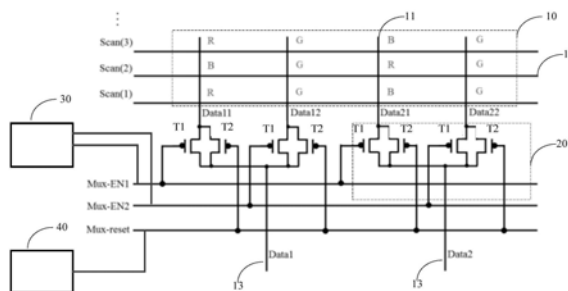 11
10
Scan(3)
R
G
B
G
Scan(2)
B
G
R
G
1
Scan(1)
R
G
B
G
30
Data11
Data12
Data21
Data22
T1
T2
T1
T2
T1
T2
T1
T2
20
Mux-EN1
Mux-EN2
Mux-reset
40
Data1
Data2
13
13